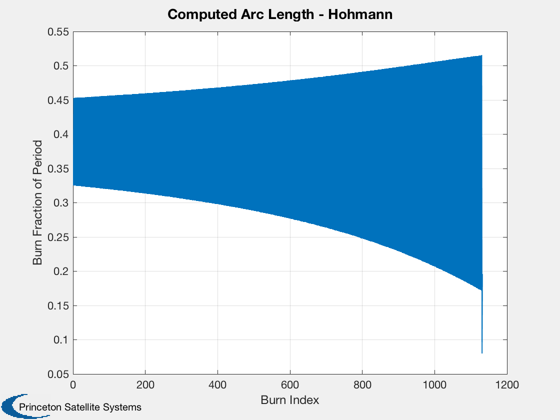 Computed Arc Length - Hohmann
0.55
0.5
0.45
0.4
0.35
0.3
0.25
0.2
0.15
0.1
0.05
Burn Fraction of Period
0 200 400 600 800 1000 1200
Burn Index
Princeton Satellite Systems